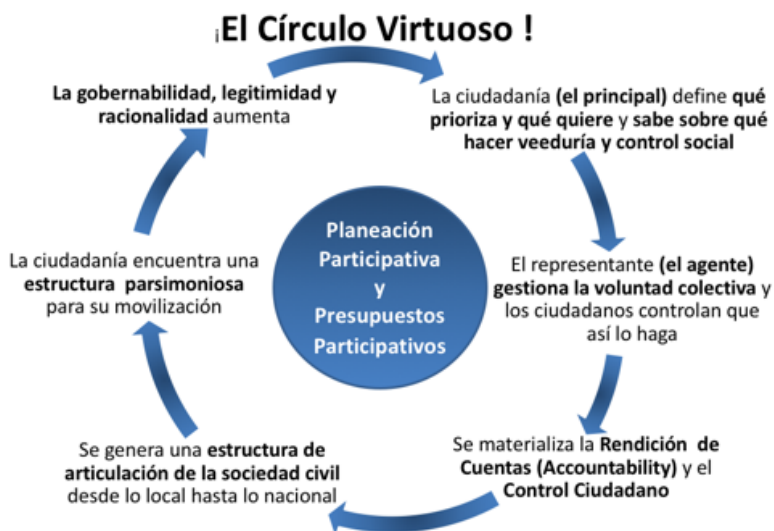 ¡El Círculo Virtuoso !
La ciudadanía (el principal) define qué
prioriza y qué quiere y sabe sobre qué
hacer veeduría y control social
El representante (el agente)
gestiona la voluntad colectiva y
los ciudadanos controlan que
así lo haga
Se materializa la Rendición de
Cuentas (Accountability) y el
Control Ciudadano
Se genera una estructura de
articulación de la sociedad civil
desde lo local hasta lo nacional
La ciudadanía encuentra una
estructura parsimoniosa
para su movilización
La gobernabilidad, legitimidad y
racionalidad aumenta
Planeación
Participativa
y
Presupuestos
Participativos